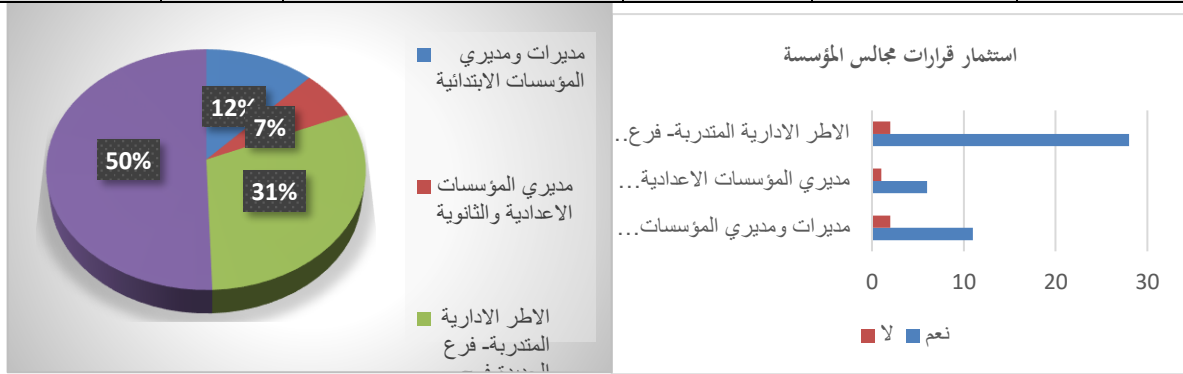 مديرات ومديري
المؤسسات الابتدائية
مديري المؤسسات
الاعدادية والثانوية
الاطر الادارية
المتدربة- فرع
12%
7%
31%
50%
استثمار قرارات مجالس المؤسسة
الاطر الادارية المتدربة- فرع...
مديري المؤسسات الاعدادية...
مديرات ومديري المؤسسات...
0 10 20 30
نعم لا